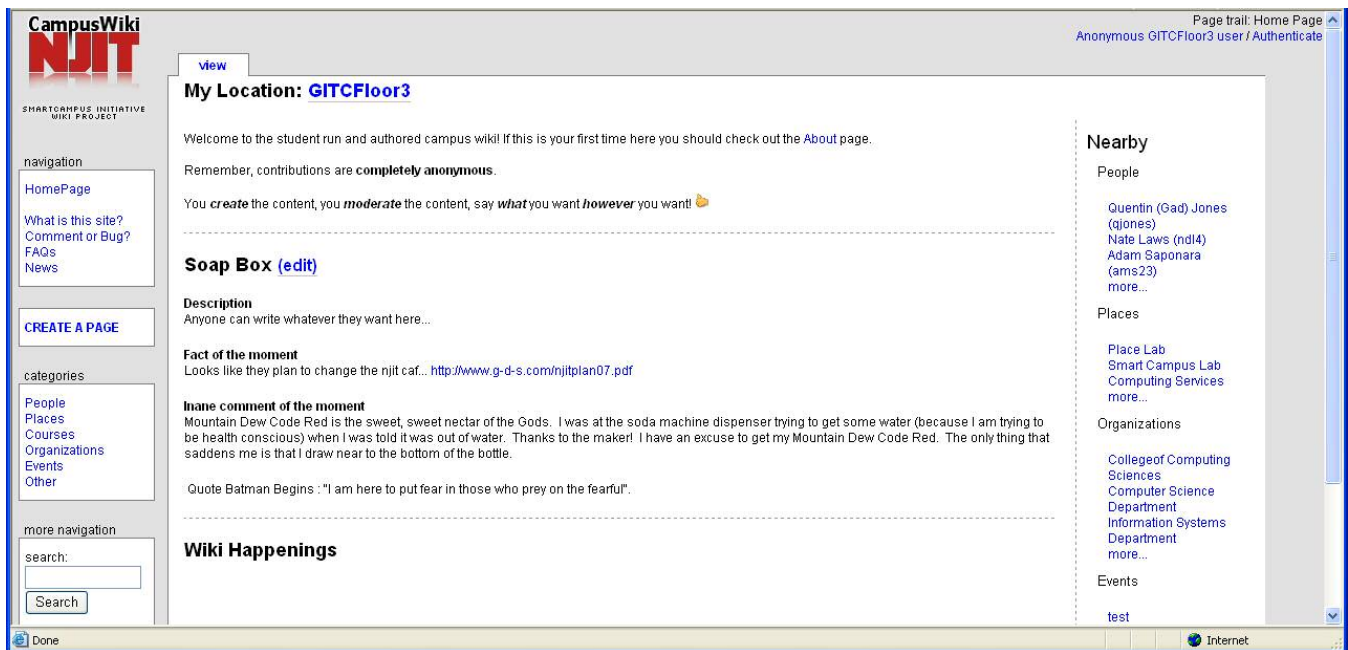 CampusWiki
NJIT
SMARTCAMPUS INITIATIVE
WIKI PROJECT
Page trail: Home Page
Anonymous GITCFloor3 user / Authenticate
view
My Location: GITCFloor3
Welcome to the student run and authored campus wiki! If this is your first time here you should check out the About page.
Remember, contributions are completely anonymous.
You create the content, you moderate the content, say what you want however you want!
Soap Box (edit)
Description
Anyone can write whatever they want here...
Fact of the moment
Looks like they plan to change the njit caf... http://www.g-d-s.com/njitplan07.pdf
Inane comment of the moment
Mountain Dew Code Red is the sweet, sweet nectar of the Gods. I was at the soda machine dispenser trying to get some water (because I am trying to
be health conscious) when I was told it was out of water. Thanks to the maker! I have an excuse to get my Mountain Dew Code Red. The only thing that
saddens me is that I draw near to the bottom of the bottle.
Quote Batman Begins : "I am here to put fear in those who prey on the fearful".
Wiki Happenings
navigation
HomePage
What is this site?
Comment or Bug?
FAQs
News
CREATE A PAGE
categories
People
Places
Courses
Organizations
Events
Other
more navigation
search:
Search
Nearby
People
Quentin (Gad) Jones
(qjones)
Nate Laws (ndl4)
Adam Saponara
(ams23)
more...
Places
Place Lab
Smart Campus Lab
Computing Services
more...
Organizations
Collegeof Computing
Sciences
Computer Science
Department
Information Systems
Department
more...
Events
test
Done
Internet